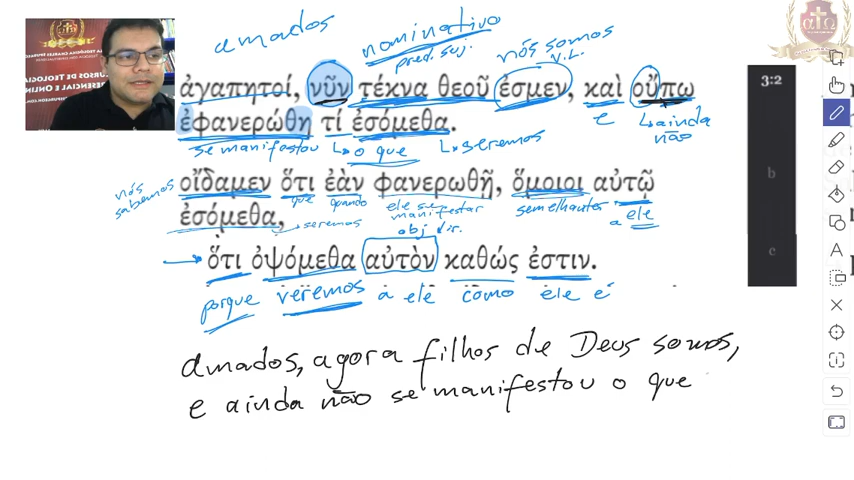 amados
nominativo
pred. suj.
nós somos
V.L.
ἀγαπητοί, νῦν τέκνα θεοῦ ἐσμεν, καὶ οὔπω
e
ainda
não
ἐφανερώθη τί ἐσόμεθα.
se manifestou o que seremos
nós
sabemos
οἴδαμεν ὅτι ἐὰν φανερωθῇ, ὅμοιοι αὐτῷ
que quando ele se
manifestar
semelhantes
a ele
ἐσόμεθα,
seremos
obj dir.
ὅτι ὀψόμεθα αὐτὸν καθώς ἐστιν.
porque veremos a ele como ele é
amados, agora filhos de Deus somos,
e ainda não se manifestou o que
3:2
b
c